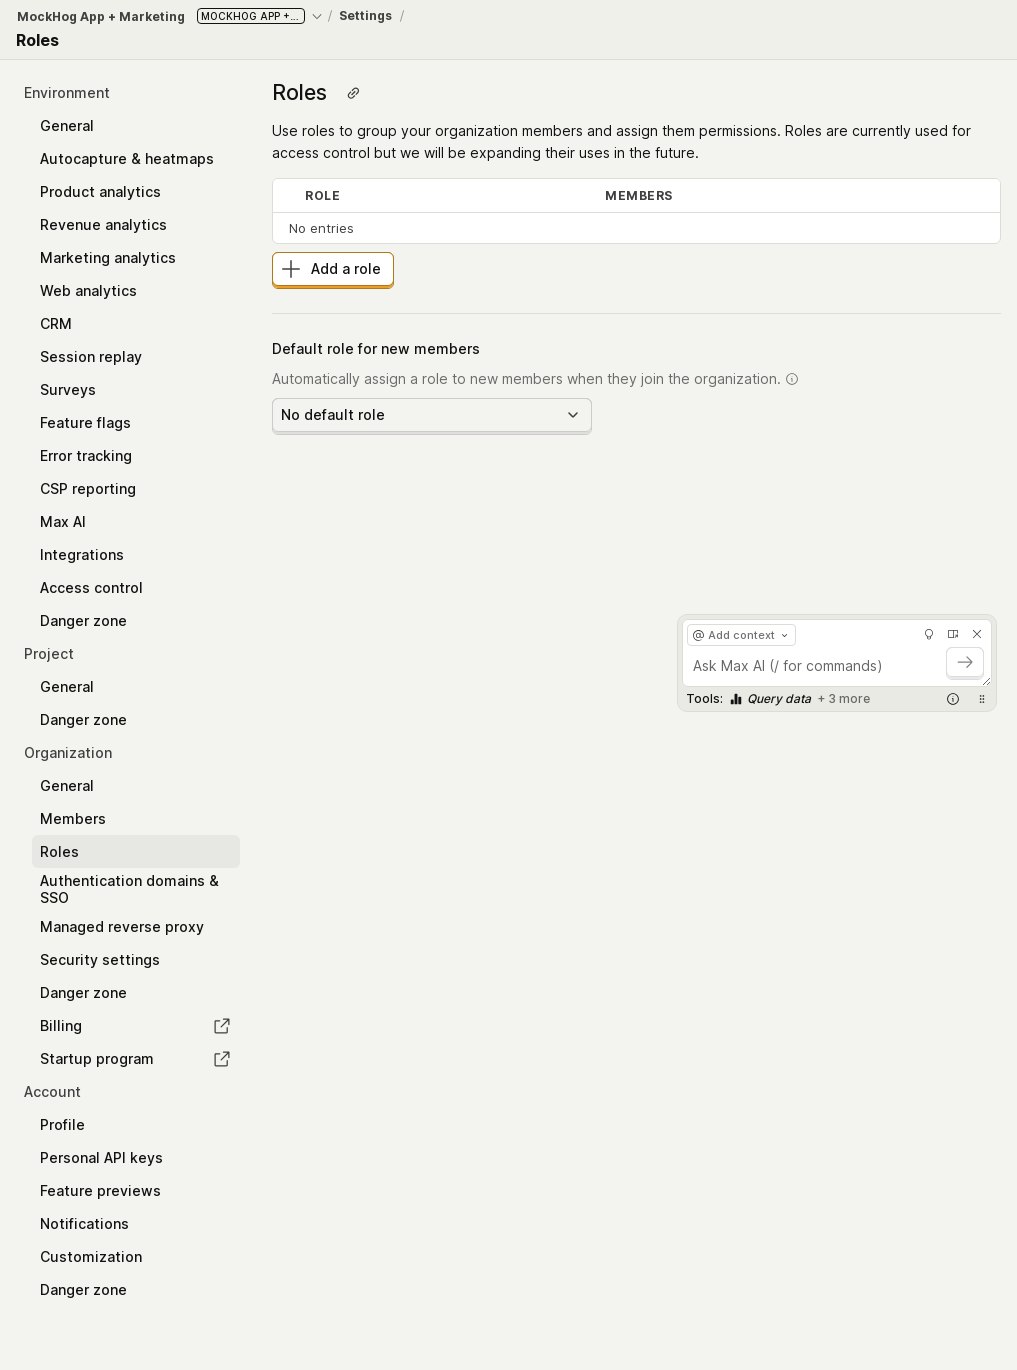 MockHog App + Marketing MOCKHOG APP +... / Settings /
Roles
Environment
General
Autocapture & heatmaps
Product analytics
Revenue analytics
Marketing analytics
Web analytics
CRM
Session replay
Surveys
Feature flags
Error tracking
CSP reporting
Max AI
Integrations
Access control
Danger zone
Project
General
Danger zone
Organization
General
Members
Roles
Authentication domains &
SSO
Managed reverse proxy
Security settings
Danger zone
Billing
Startup program
Account
Profile
Personal API keys
Feature previews
Notifications
Customization
Danger zone
Roles
Use roles to group your organization members and assign them permissions. Roles are currently used for
access control but we will be expanding their uses in the future.
ROLE MEMBERS
No entries
Add a role
Default role for new members
Automatically assign a role to new members when they join the organization.
No default role
@ Add context
Ask Max AI (/ for commands)
Tools: Query data + 3 more